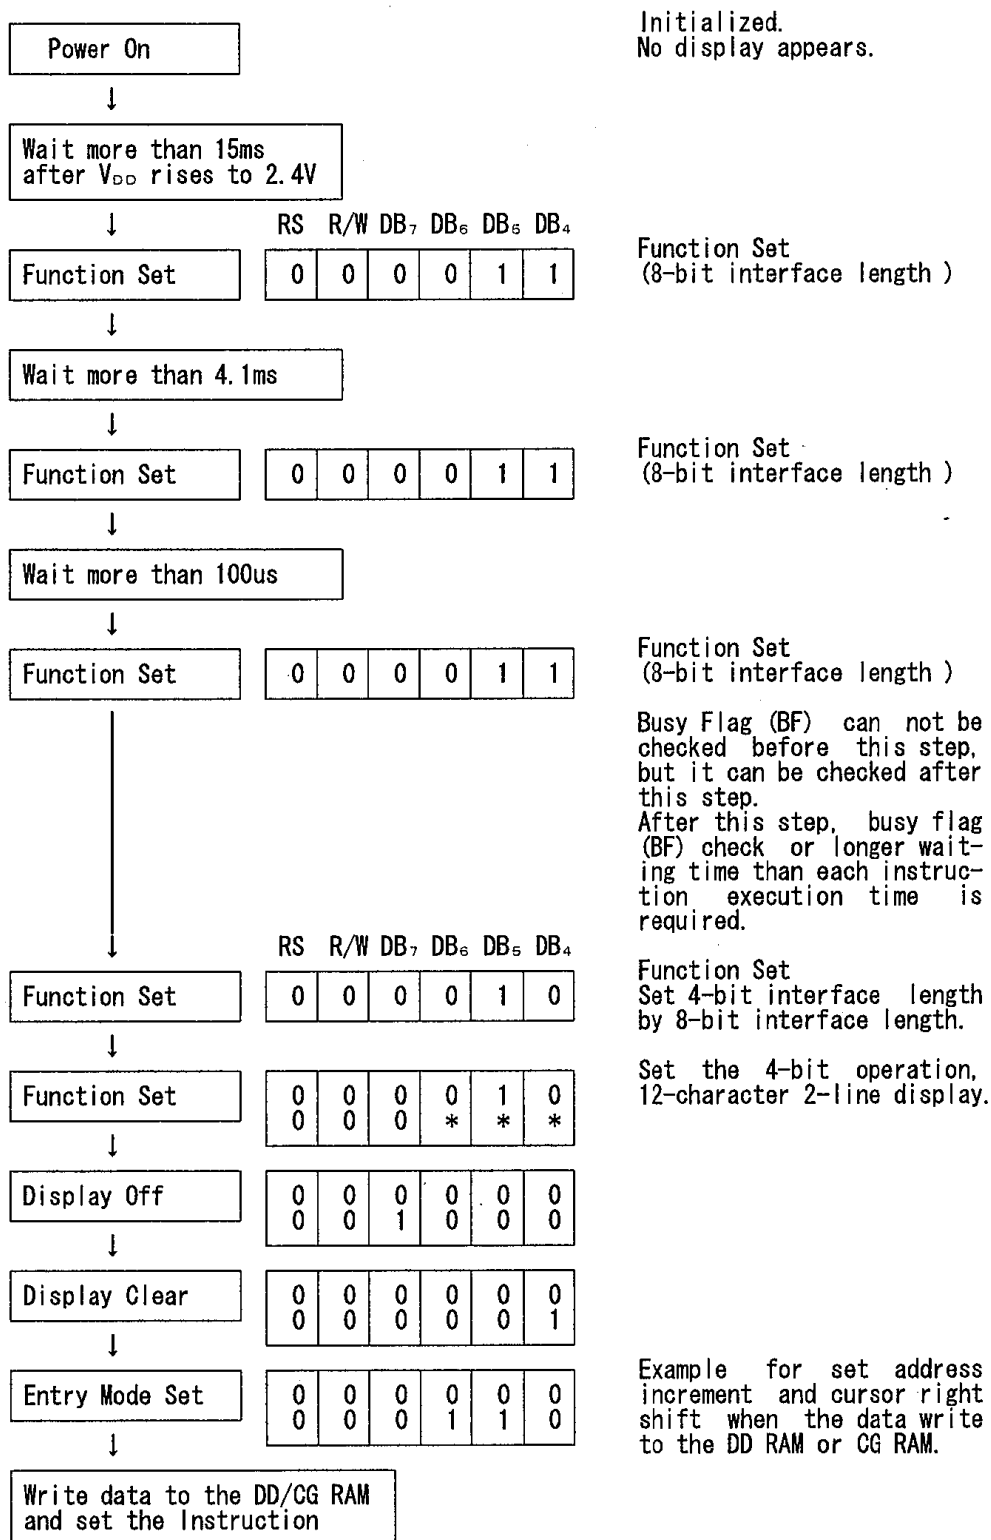 Power On
Initialized.
No display appears.
↓
Wait more than 15ms
after VDD rises to 2.4V
↓
RS R/W DB7 DB6 DB5 DB4
Function Set
0 0 0 0 1 1
Function Set
(8-bit interface length )
↓
Wait more than 4.1ms
↓
Function Set
0 0 0 0 1 1
Function Set
(8-bit interface length )
↓
Wait more than 100us
↓
Function Set
0 0 0 0 1 1
Function Set
(8-bit interface length )
Busy Flag (BF) can not be
checked before this step,
but it can be checked after
this step.
After this step, busy flag
(BF) check or longer wait-
ing time than each instruc-
tion execution time is
required.
↓
RS R/W DB7 DB6 DB5 DB4
Function Set
0 0 0 0 1 0
Function Set
Set 4-bit interface length
by 8-bit interface length.
↓
Function Set
0 0 0 0 1 0
0 0 0 * * *
Set the 4-bit operation,
12-character 2-line display.
↓
Display Off
0 0 0 0 0 0
0 0 1 0 0 0
↓
Display Clear
0 0 0 0 0 0
0 0 0 0 0 1
↓
Entry Mode Set
0 0 0 0 0 0
0 0 0 1 1 0
Example for set address
increment and cursor right
shift when the data write
to the DD RAM or CG RAM.
↓
Write data to the DD/CG RAM
and set the Instruction